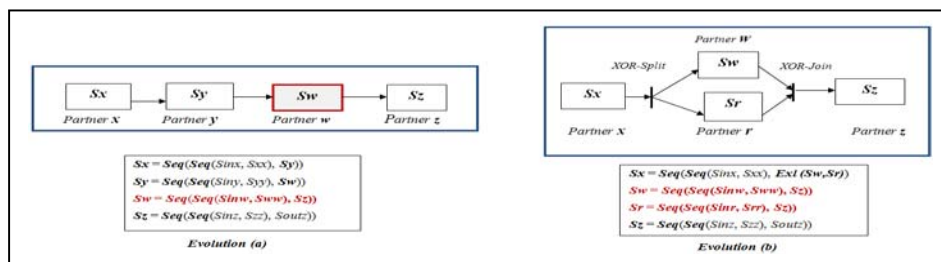 Sx
Sy
Sw
Sz
Partner x
Partner y
Partner w
Partner z
Sx = Seq(Seq(Sinx, Sxx), Sy))
Sy = Seq(Seq(Siny, Syy), Sw))
Sw = Seq(Seq(Sinw, Sww), Sz))
Sz = Seq(Seq(Sinz, Szz), Soutz))
Evolution (a)
Partner W
XOR-Split
Sw
XOR-Join
Sx
Sr
Sz
Partner x
Partner r
Partner z
Sx = Seq(Seq(Sinx, Sxx), Exl (Sw,Sr))
Sw = Seq(Seq(Sinw, Sww), Sz))
Sr = Seq(Seq(Sinr, Srr), Sz))
Sz = Seq(Seq(Sinz, Szz), Soutz))
Evolution (b)